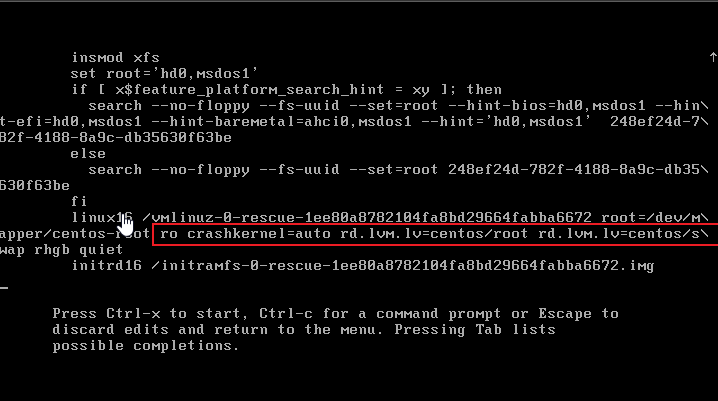 insmod xfs
set root='hd0,msdos1'
if [ x$feature_platform_search_hint = xy ]; then
search --no-floppy --fs-uuid --set=root --hint-bios=hd0,msdos1 --hin\
t-efi=hd0,msdos1 --hint-baremetal=ahci0,msdos1 --hint='hd0,msdos1' 248ef24d-7\
82f-4188-8a9c-db35630f63be
else
search --no-floppy --fs-uuid --set=root 248ef24d-782f-4188-8a9c-db35\
630f63be
fi
linux16 /vmlinuz-0-rescue-1ee80a8782104fa8bd29664fabba6672 root=/dev/m\
apper/centos-root ro crashkernel=auto rd.lvm.lv=centos/root rd.lvm.lv=centos/s\
wap rhgb quiet
initrd16 /initramfs-0-rescue-1ee80a8782104fa8bd29664fabba6672.img
Press Ctrl-x to start, Ctrl-c for a command prompt or Escape to
discard edits and return to the menu. Pressing Tab lists
possible completions.